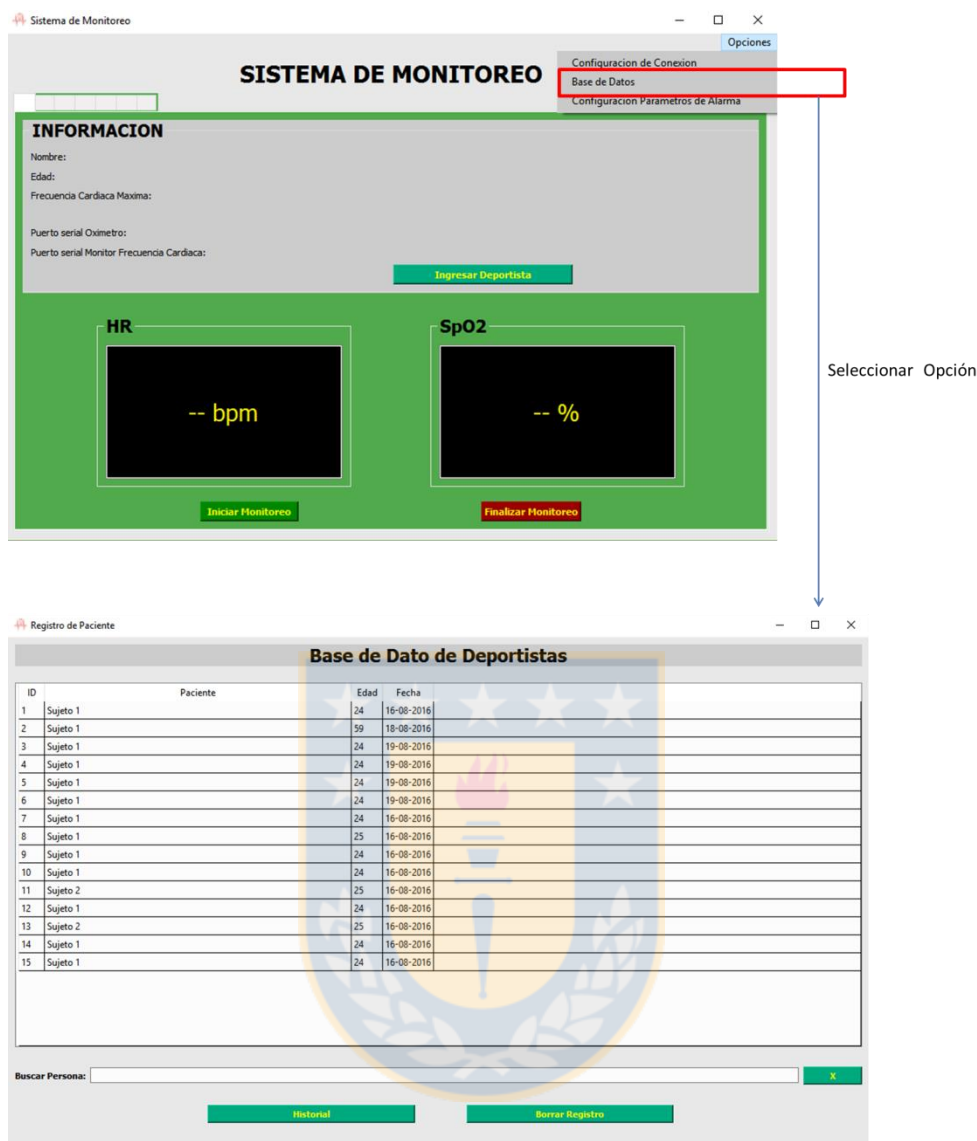 Sistema de Monitoreo
Opciones
Configuracion de Conexion
SISTEMA DE MONITOREO
Base de Datos
Configuracion Parametros de Alarma
INFORMACION
Nombre:
Edad:
Frecuencia Cardiaca Maxima:
Puerto serial Oximetro:
Puerto serial Monitor Frecuencia Cardiaca:
Ingresar Deportista
HR
SpO2
-- bpm
-- %
Iniciar Monitoreo
Finalizar Monitoreo
Seleccionar Opción
Registro de Paciente
Base de Dato de Deportistas
ID Paciente Edad Fecha
1 Sujeto 1 24 16-08-2016
2 Sujeto 1 59 18-08-2016
3 Sujeto 1 24 19-08-2016
4 Sujeto 1 24 19-08-2016
5 Sujeto 1 24 19-08-2016
6 Sujeto 1 24 19-08-2016
7 Sujeto 1 24 16-08-2016
8 Sujeto 1 25 16-08-2016
9 Sujeto 1 24 16-08-2016
10 Sujeto 1 24 16-08-2016
11 Sujeto 2 25 16-08-2016
12 Sujeto 1 24 16-08-2016
13 Sujeto 2 25 16-08-2016
14 Sujeto 1 24 16-08-2016
15 Sujeto 1 24 16-08-2016
Buscar Persona:
X
Historial
Borrar Registro